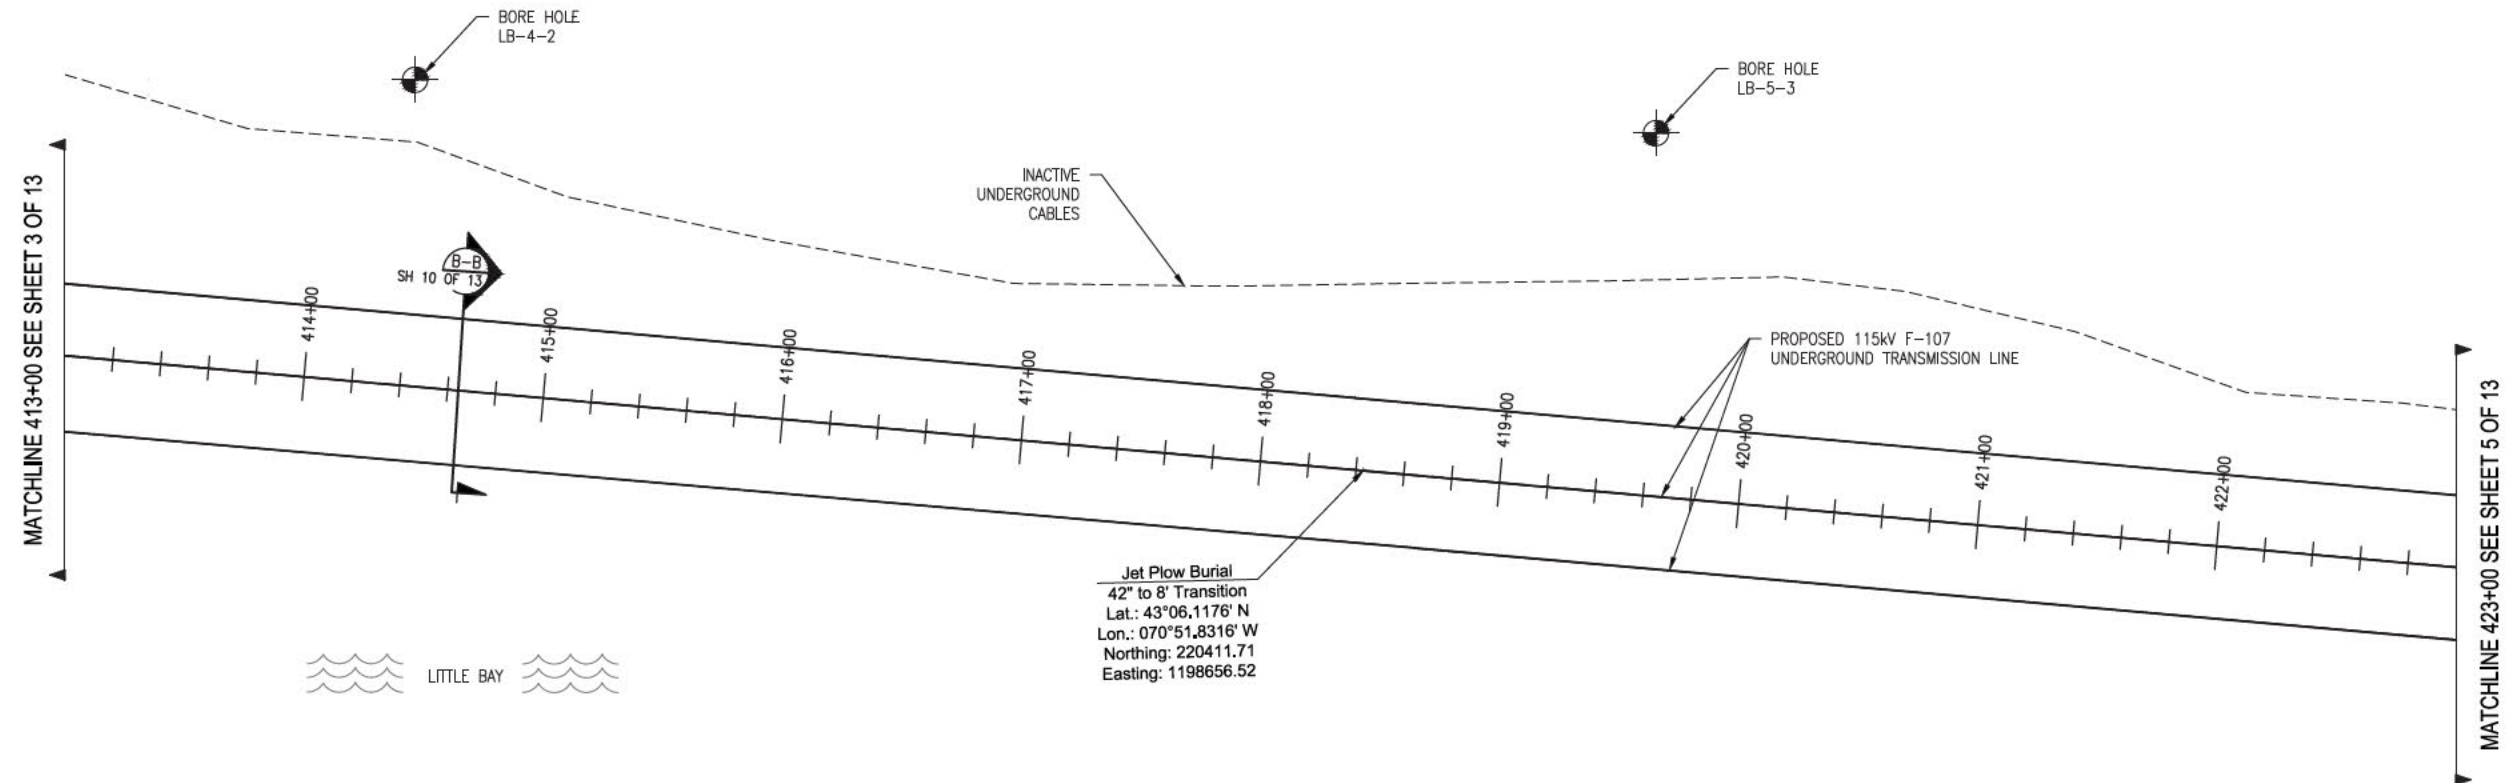 BORE HOLE
LB-4-2
BORE HOLE
LB-5-3
INACTIVE
UNDERGROUND
CABLES
MATCHLINE 413+00 SEE SHEET 3 OF 13
B-B
SH 10 OF 13
414+00
415+00
416+00
417+00
418+00
419+00
420+00
421+00
422+00
PROPOSED 115kV F-107
UNDERGROUND TRANSMISSION LINE
MATCHLINE 423+00 SEE SHEET 5 OF 13
Jet Plow Burial
42" to 8' Transition
Lat.: 43°06.1176' N
Lon.: 070°51.8316' W
Northing: 220411.71
Easting: 1198656.52
LITTLE BAY